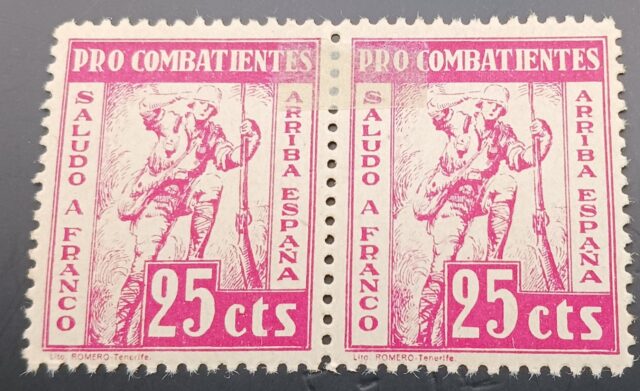 PRO COMBATIENTES
SALUDO A FRANCO
ARRIBA ESPAÑA
25 cts
Lito. ROMERO-Tenerife.
PRO COMBATIENTES
SALUDO A FRANCO
ARRIBA ESPAÑA
25 cts
Lito. ROMERO-Tenerife.